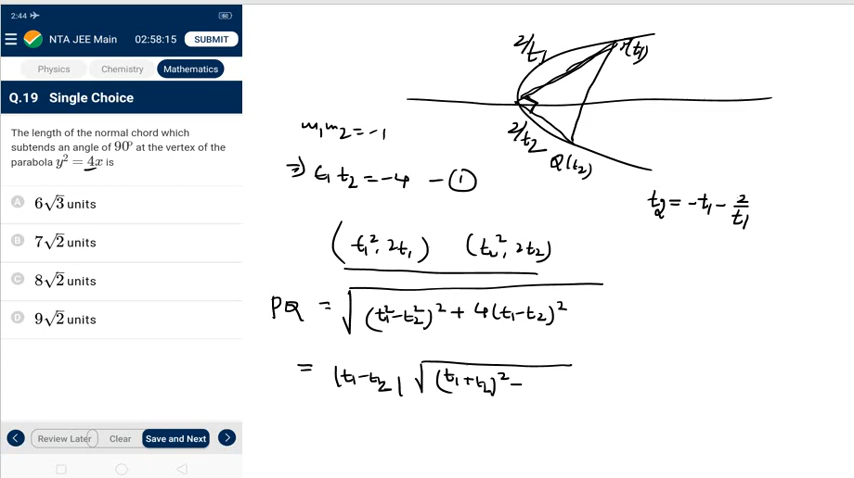 2:44
NTA JEE Main 02:58:15 SUBMIT
Physics Chemistry Mathematics
Q.19 Single Choice
The length of the normal chord which
subtends an angle of 90° at the vertex of the
parabola y² = 4x is
A 6√3 units
B 7√2 units
C 8√2 units
D 9√2 units
Review Later Clear Save and Next
2/t₁
P(t₁)
2/t₂
Q(t₂)
m₁m₂ = -1
⇒ t₁t₂ = -4 - ①
t₂ = -t₁ - 2/t₁
(t₁², 2t₁) (t₂², 2t₂)
PQ = √(t₁²-t₂²)² + 4(t₁-t₂)²
= |t₁-t₂| √(t₁+t₂)² -